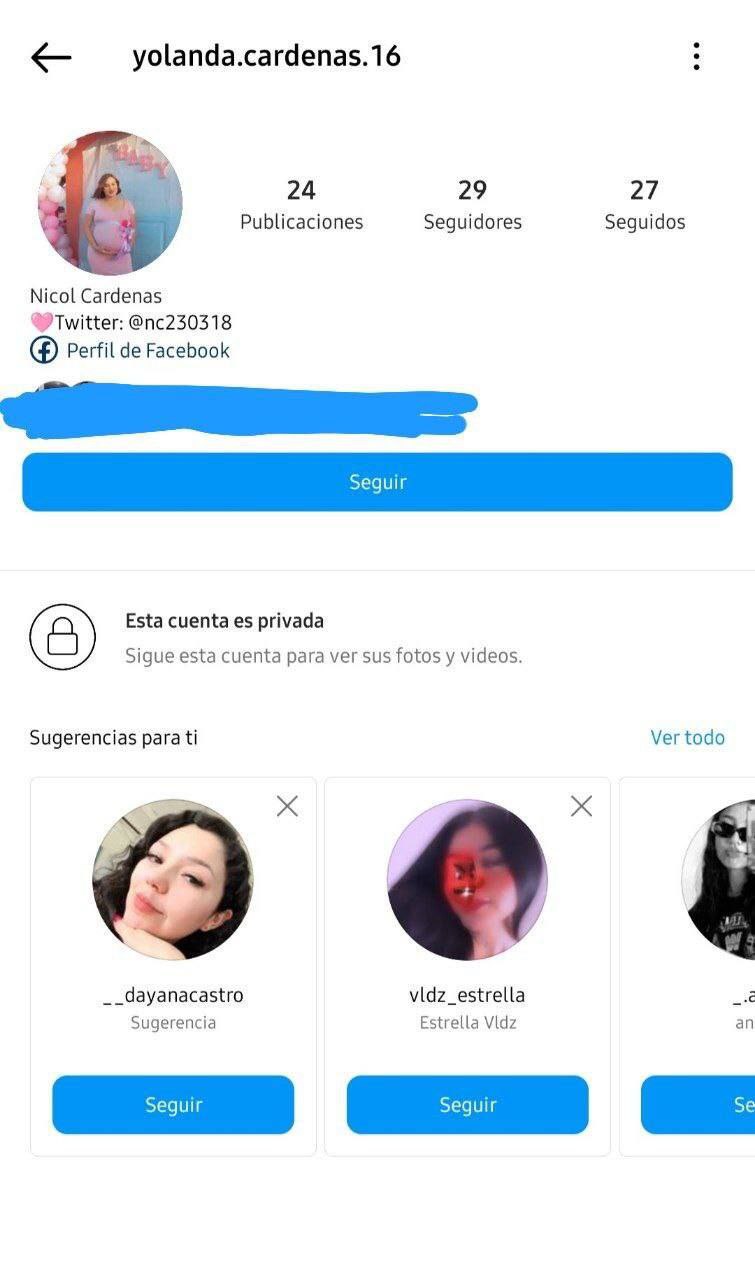 yolanda.cardenas.16
BABY
24
Publicaciones
29
Seguidores
27
Seguidos
Nicol Cardenas
🩷Twitter: @nc230318
Perfil de Facebook
Seguir
Esta cuenta es privada
Sigue esta cuenta para ver sus fotos y videos.
Sugerencias para ti
Ver todo
__dayanacastro
Sugerencia
Seguir
vldz_estrella
Estrella Vldz
Seguir
_.a
an
Se